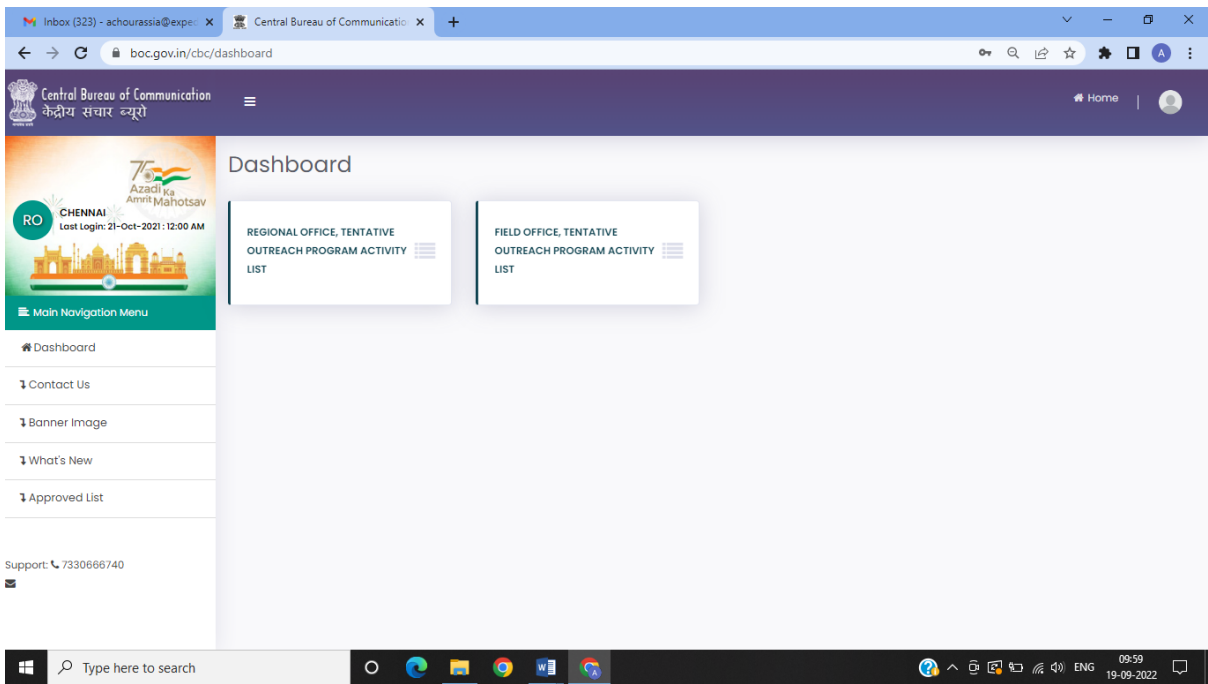 Inbox (323) - achourassia@exped
Central Bureau of Communicatio
boc.gov.in/cbc/dashboard
A
Central Bureau of Communication
केंद्रीय संचार ब्यूरो
Home |
75
Azadi Ka
Amrit Mahotsav
RO
CHENNAI
Last Login: 21-Oct-2021 : 12:00 AM
Main Navigation Menu
Dashboard
Contact Us
Banner Image
What's New
Approved List
Support: 7330666740
Dashboard
REGIONAL OFFICE, TENTATIVE
OUTREACH PROGRAM ACTIVITY
LIST
FIELD OFFICE, TENTATIVE
OUTREACH PROGRAM ACTIVITY
LIST
Type here to search
ENG
09:59
19-09-2022